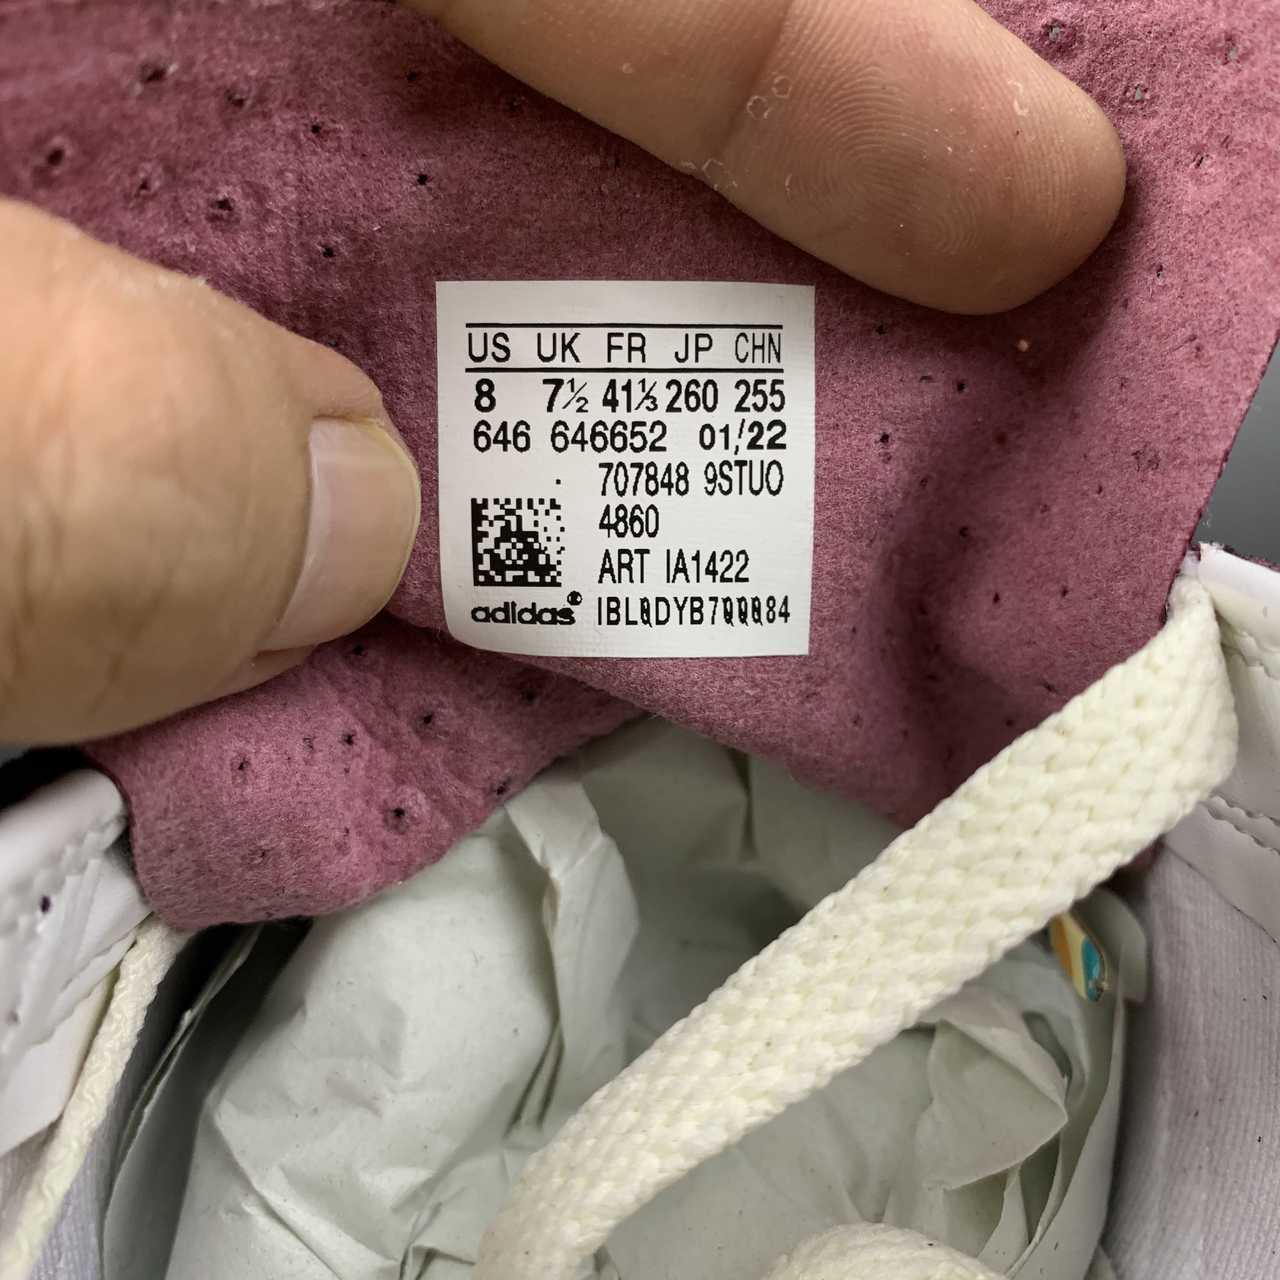 US UK FR JP CHN
8 7½ 41⅓ 260 255
646 646652 01/22
707848 9STUO
4860
ART IA1422
adidas® IBL0DYB700084